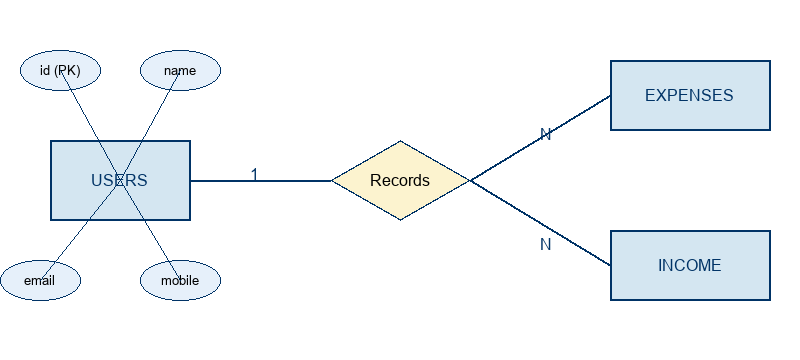 id (PK)
name
EXPENSES
N
USERS
1
Records
N
INCOME
email
mobile